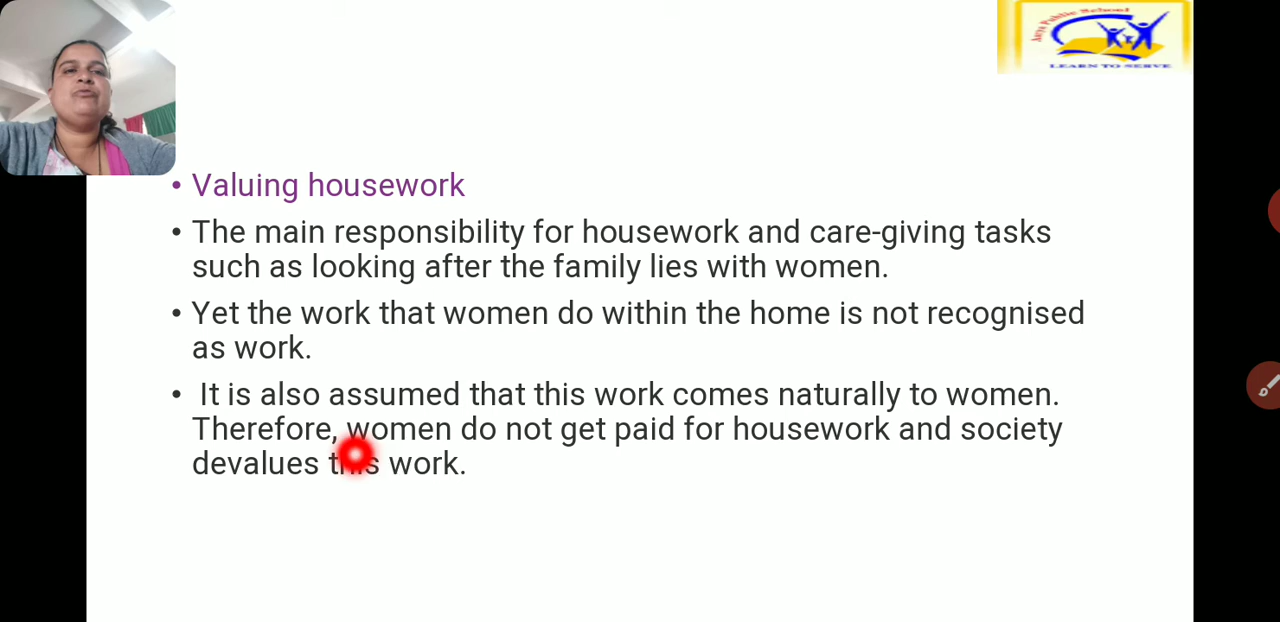 Arya Public School
LEARN TO SERVE
• Valuing housework
• The main responsibility for housework and care-giving tasks
such as looking after the family lies with women.
• Yet the work that women do within the home is not recognised
as work.
• It is also assumed that this work comes naturally to women.
Therefore, women do not get paid for housework and society
devalues this work.